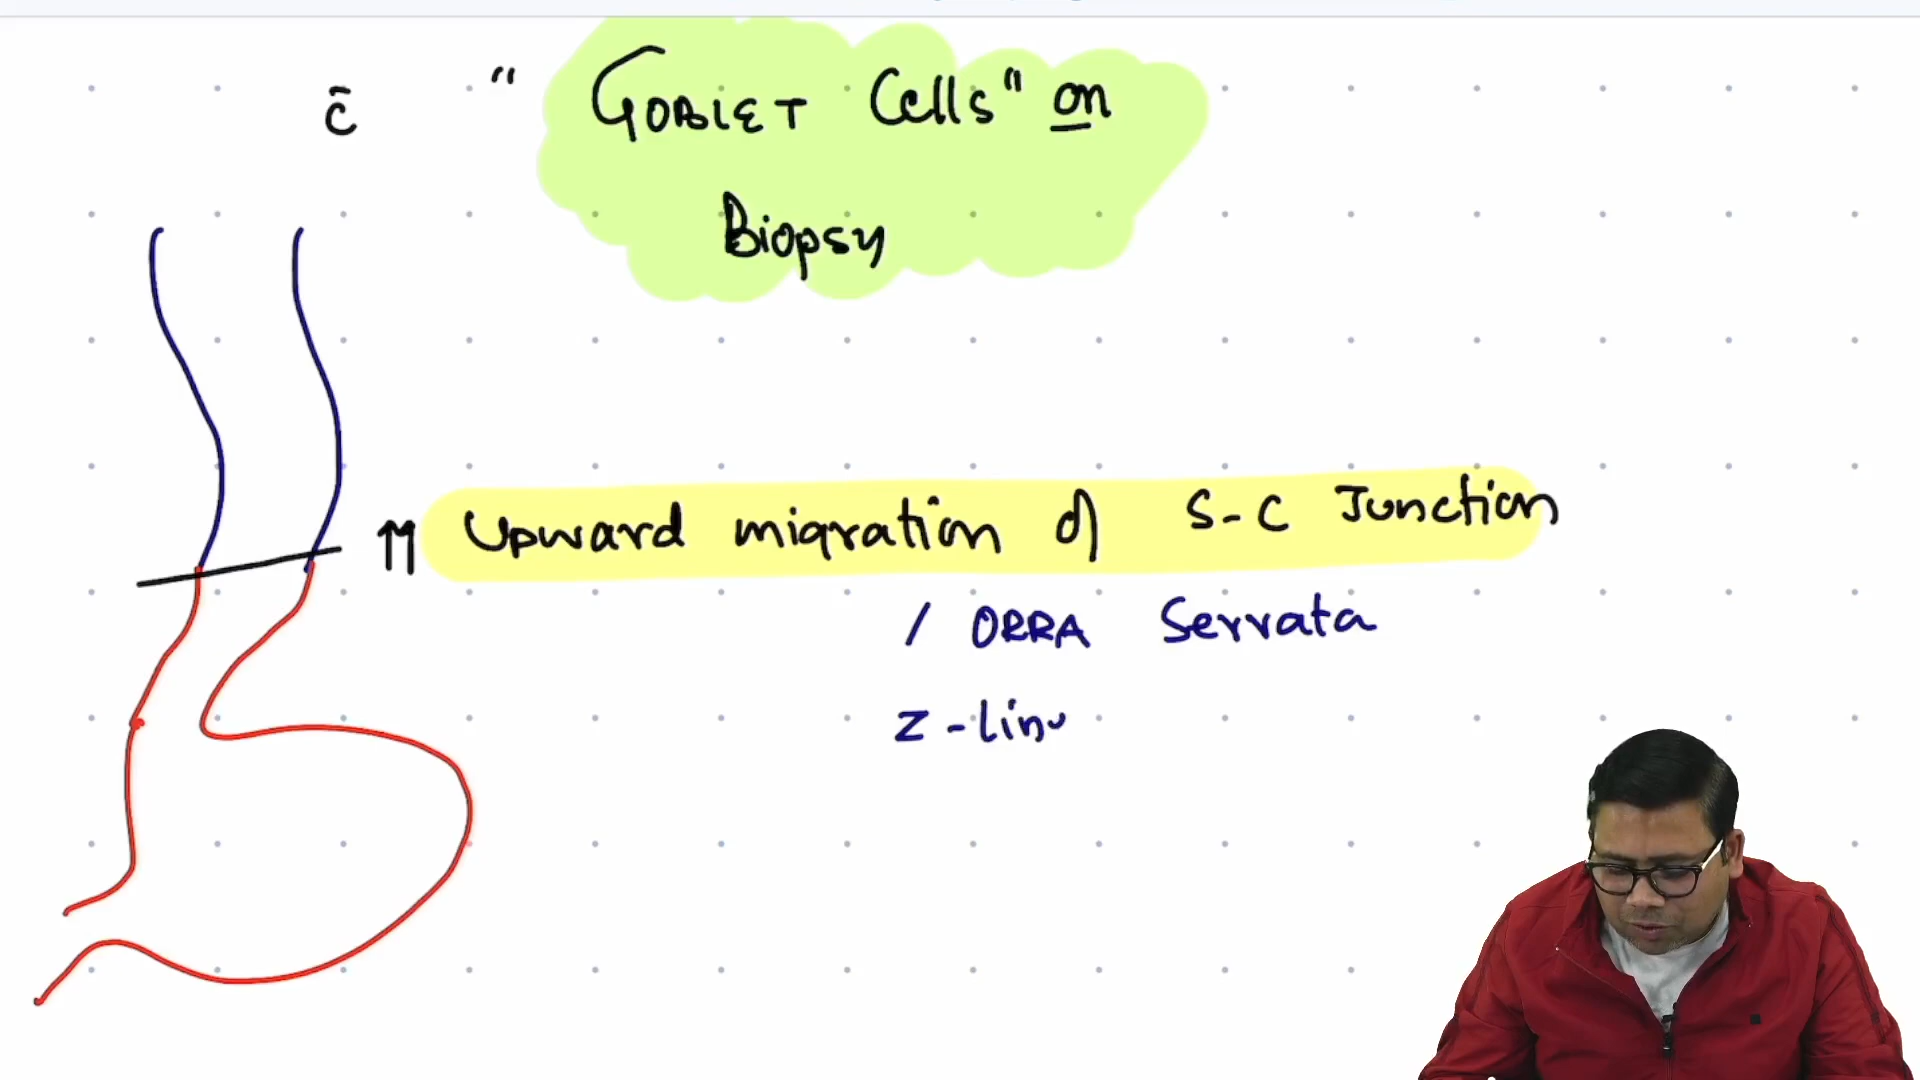 c̄ " GOBLET Cells" on
Biopsy
⇈ Upward migration of S-C Junction
/ ORRA Serrata
Z-line